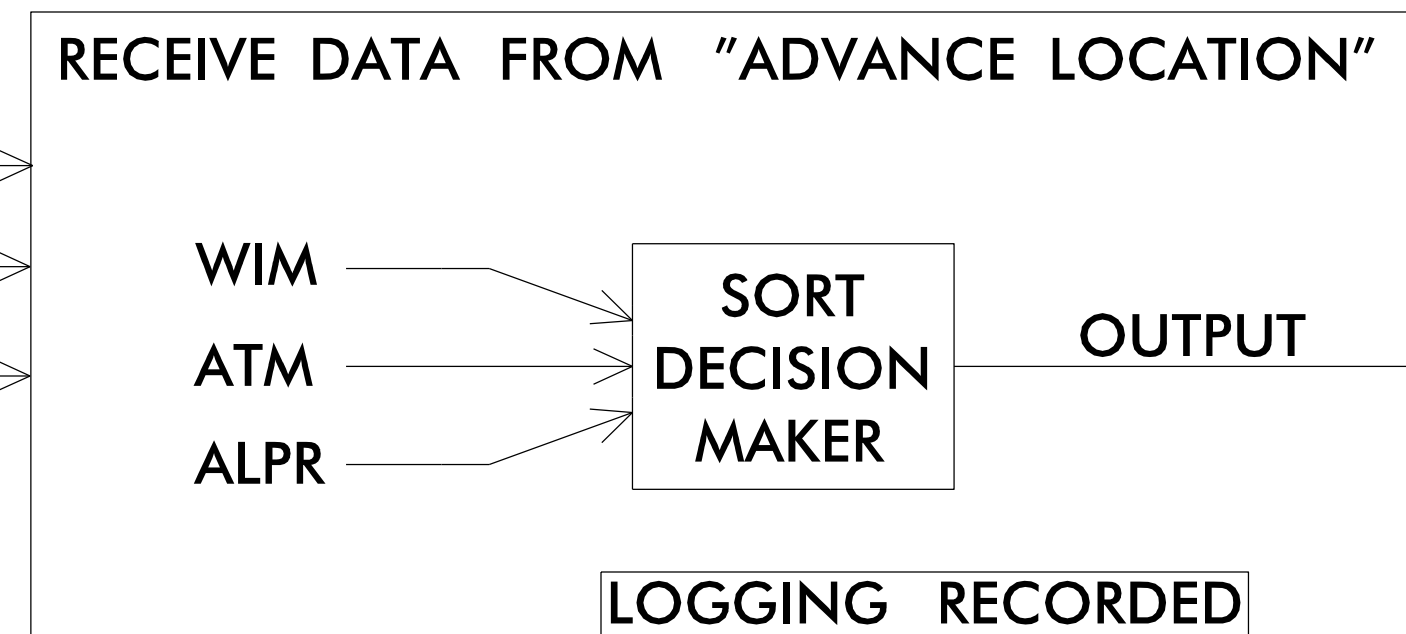 RECEIVE DATA FROM "ADVANCE LOCATION"
WIM
ATM
ALPR
SORT
DECISION
MAKER
OUTPUT
LOGGING RECORDED